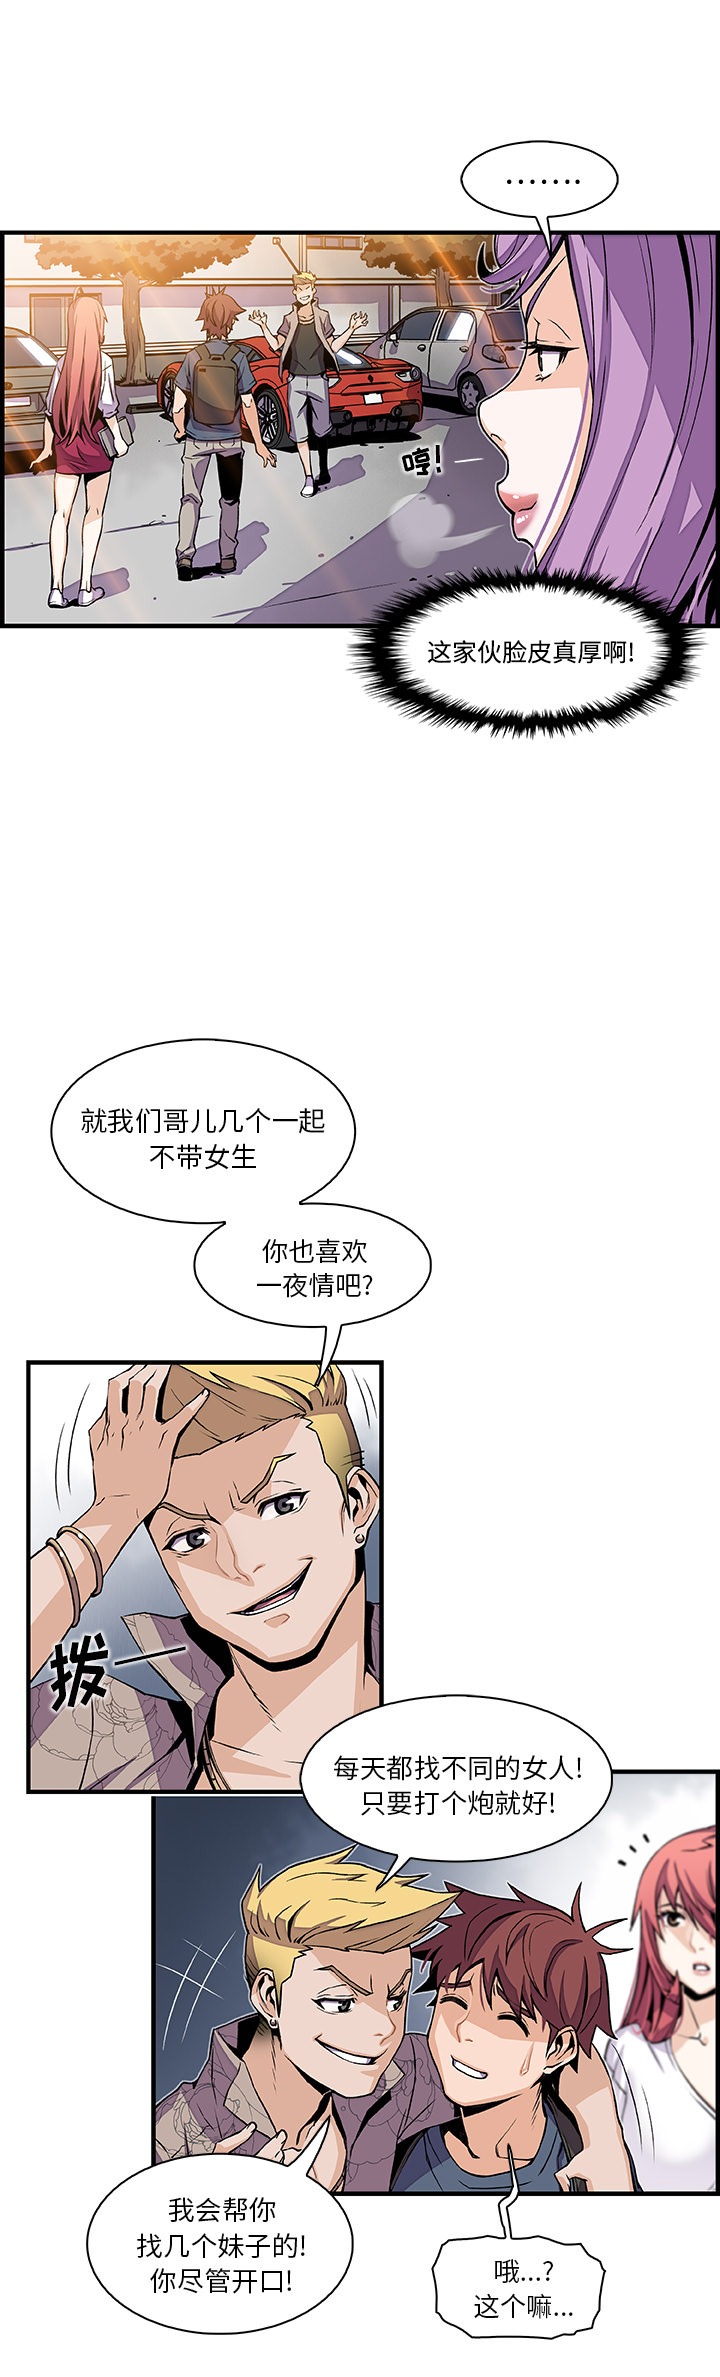 .......
哼!
这家伙脸皮真厚啊!
就我们哥儿几个一起
不带女生
你也喜欢
一夜情吧?
拨
每天都找不同的女人!
只要打个炮就好!
我会帮你
找几个妹子的!
你尽管开口!
哦...?
这个嘛...